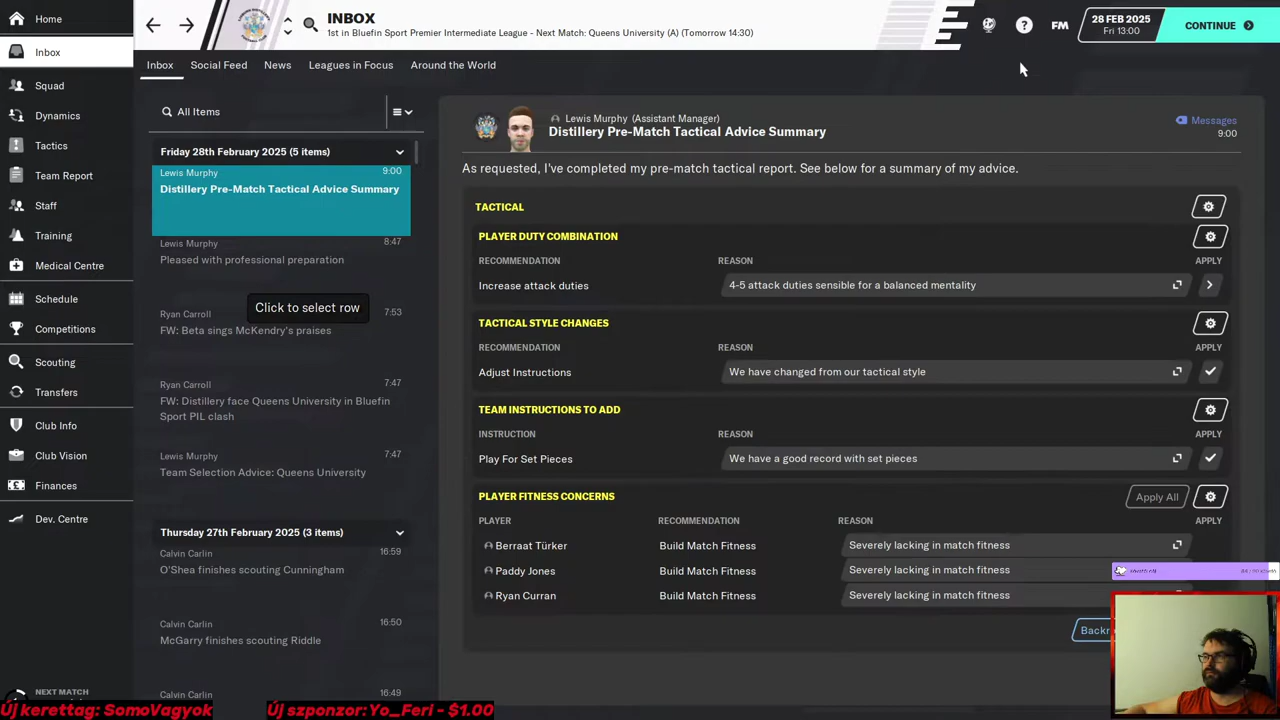 Home
Inbox
Squad
Dynamics
Tactics
Team Report
Staff
Training
Medical Centre
Schedule
Competitions
Scouting
Transfers
Club Info
Club Vision
Finances
Dev. Centre
NEXT MATCH
INBOX
1st in Bluefin Sport Premier Intermediate League - Next Match: Queens University (A) (Tomorrow 14:30)
FM
28 FEB 2025
Fri 13:00
CONTINUE
Inbox Social Feed News Leagues in Focus Around the World
All Items
Friday 28th February 2025 (5 items)
Lewis Murphy 9:00
Distillery Pre-Match Tactical Advice Summary
Lewis Murphy 8:47
Pleased with professional preparation
Click to select row
Ryan Carroll 7:53
FW: Beta sings McKendry's praises
Ryan Carroll 7:47
FW: Distillery face Queens University in Bluefin
Sport PIL clash
Lewis Murphy 7:47
Team Selection Advice: Queens University
Thursday 27th February 2025 (3 items)
Calvin Carlin 16:59
O'Shea finishes scouting Cunningham
Calvin Carlin 16:50
McGarry finishes scouting Riddle
Calvin Carlin 16:49
Lewis Murphy (Assistant Manager)
Distillery Pre-Match Tactical Advice Summary
Messages
9:00
As requested, I've completed my pre-match tactical report. See below for a summary of my advice.
TACTICAL
PLAYER DUTY COMBINATION
RECOMMENDATION REASON APPLY
Increase attack duties 4-5 attack duties sensible for a balanced mentality
TACTICAL STYLE CHANGES
RECOMMENDATION REASON APPLY
Adjust Instructions We have changed from our tactical style
TEAM INSTRUCTIONS TO ADD
INSTRUCTION REASON APPLY
Play For Set Pieces We have a good record with set pieces
PLAYER FITNESS CONCERNS Apply All
PLAYER RECOMMENDATION REASON APPLY
Berraat Türker Build Match Fitness Severely lacking in match fitness
Paddy Jones Build Match Fitness Severely lacking in match fitness
Ryan Curran Build Match Fitness Severely lacking in match fitness
Új kerettag: SomoVagyok Új szponzor: Yo_Feri - $1.00